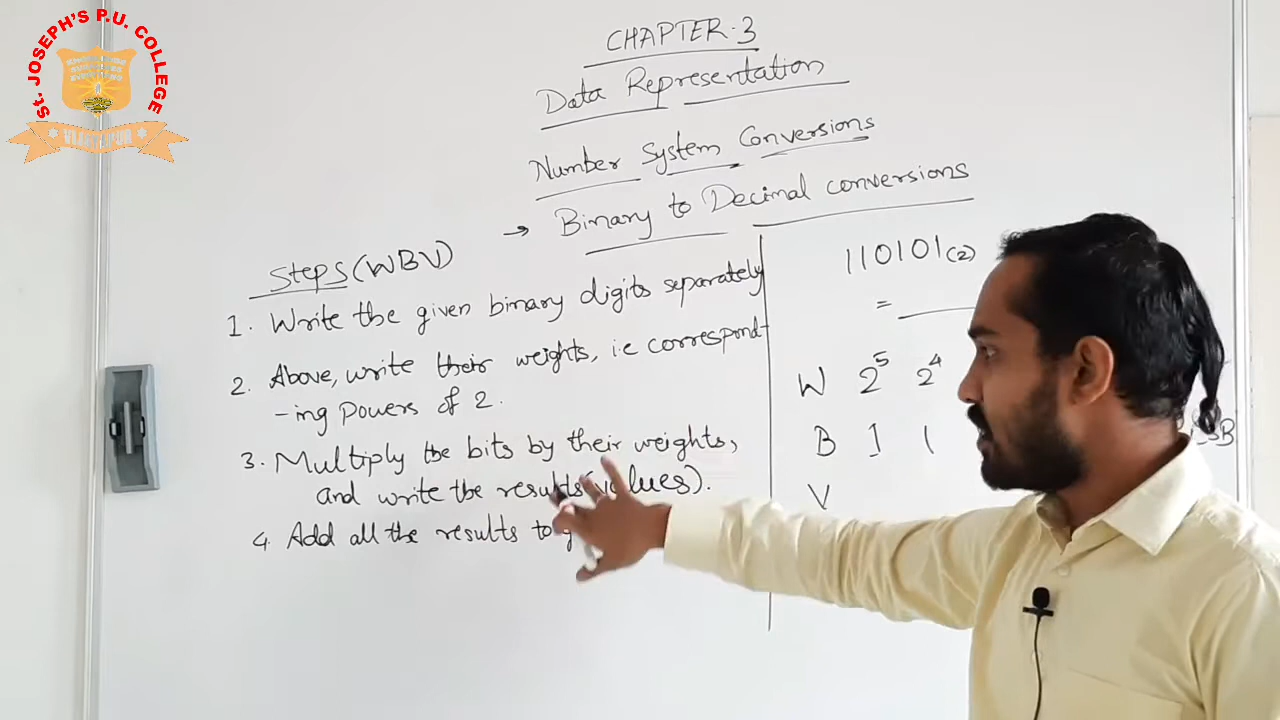 St. JOSEPH'S P.U. COLLEGE
CHAPTER-3
Data Representation
Number System Conversions
→ Binary to Decimal conversions
Steps (WBV)
1. Write the given binary digits separately
2. Above, write their weights, i.e correspond-
-ing powers of 2.
3. Multiply the bits by their weights,
and write the results (values).
4. Add all the results to
110101(2)
=
W 2^5 2^4
B 1 1
V